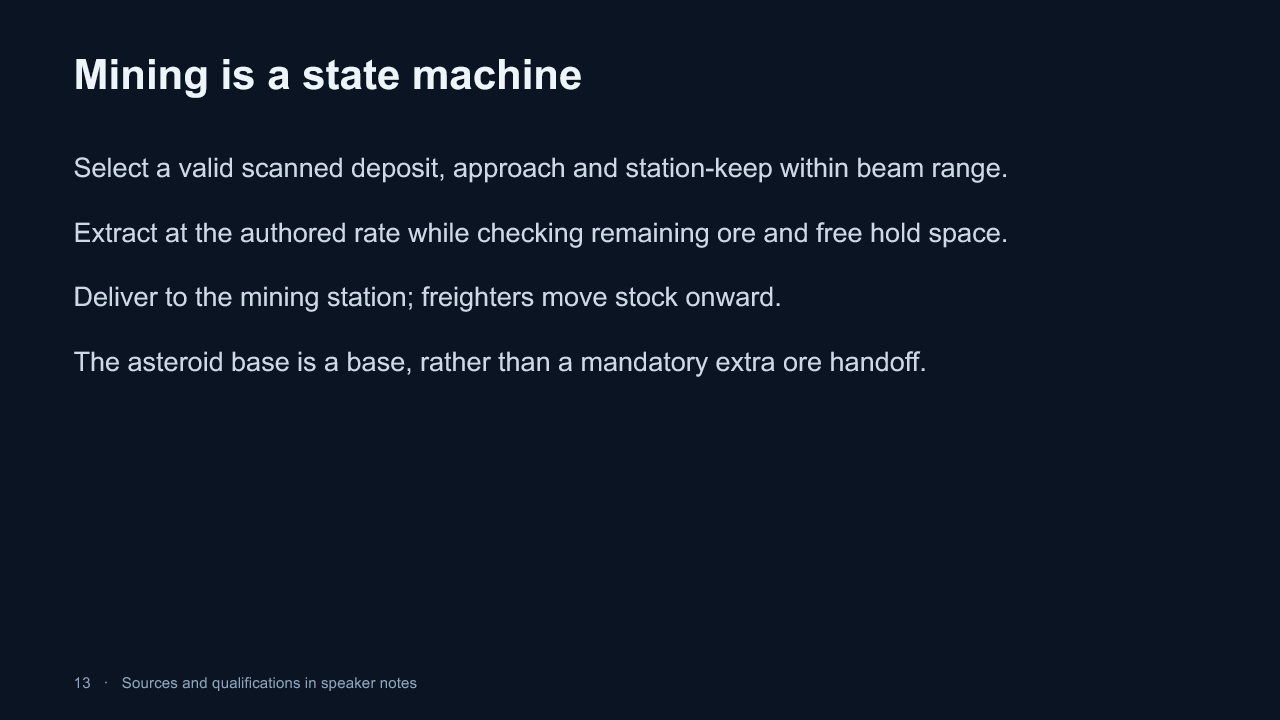 Mining is a state machine
Select a valid scanned deposit, approach and station-keep within beam range.
Extract at the authored rate while checking remaining ore and free hold space.
Deliver to the mining station; freighters move stock onward.
The asteroid base is a base, rather than a mandatory extra ore handoff.
13 · Sources and qualifications in speaker notes